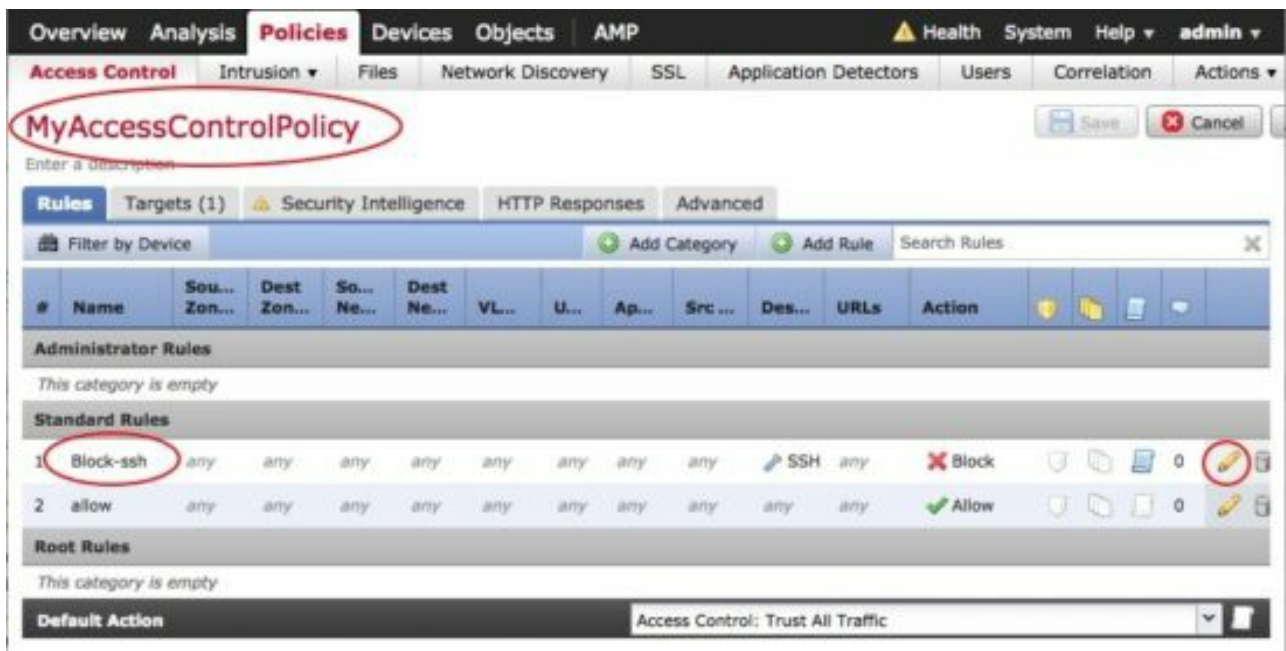 Overview Analysis Policies Devices Objects AMP Health System Help admin
Access Control Intrusion Files Network Discovery SSL Application Detectors Users Correlation Actions
MyAccessControlPolicy Save Cancel
Enter a description
Rules Targets (1) Security Intelligence HTTP Responses Advanced
Filter by Device Add Category Add Rule Search Rules
# Name Sou... Zon... Dest Zon... So... Ne... Dest Ne... VL... U... Ap... Src ... Des... URLs Action
Administrator Rules
This category is empty
Standard Rules
1 Block-ssh any any any any any any any any SSH any Block 0
2 allow any any any any any any any any any any Allow 0
Root Rules
This category is empty
Default Action Access Control: Trust All Traffic